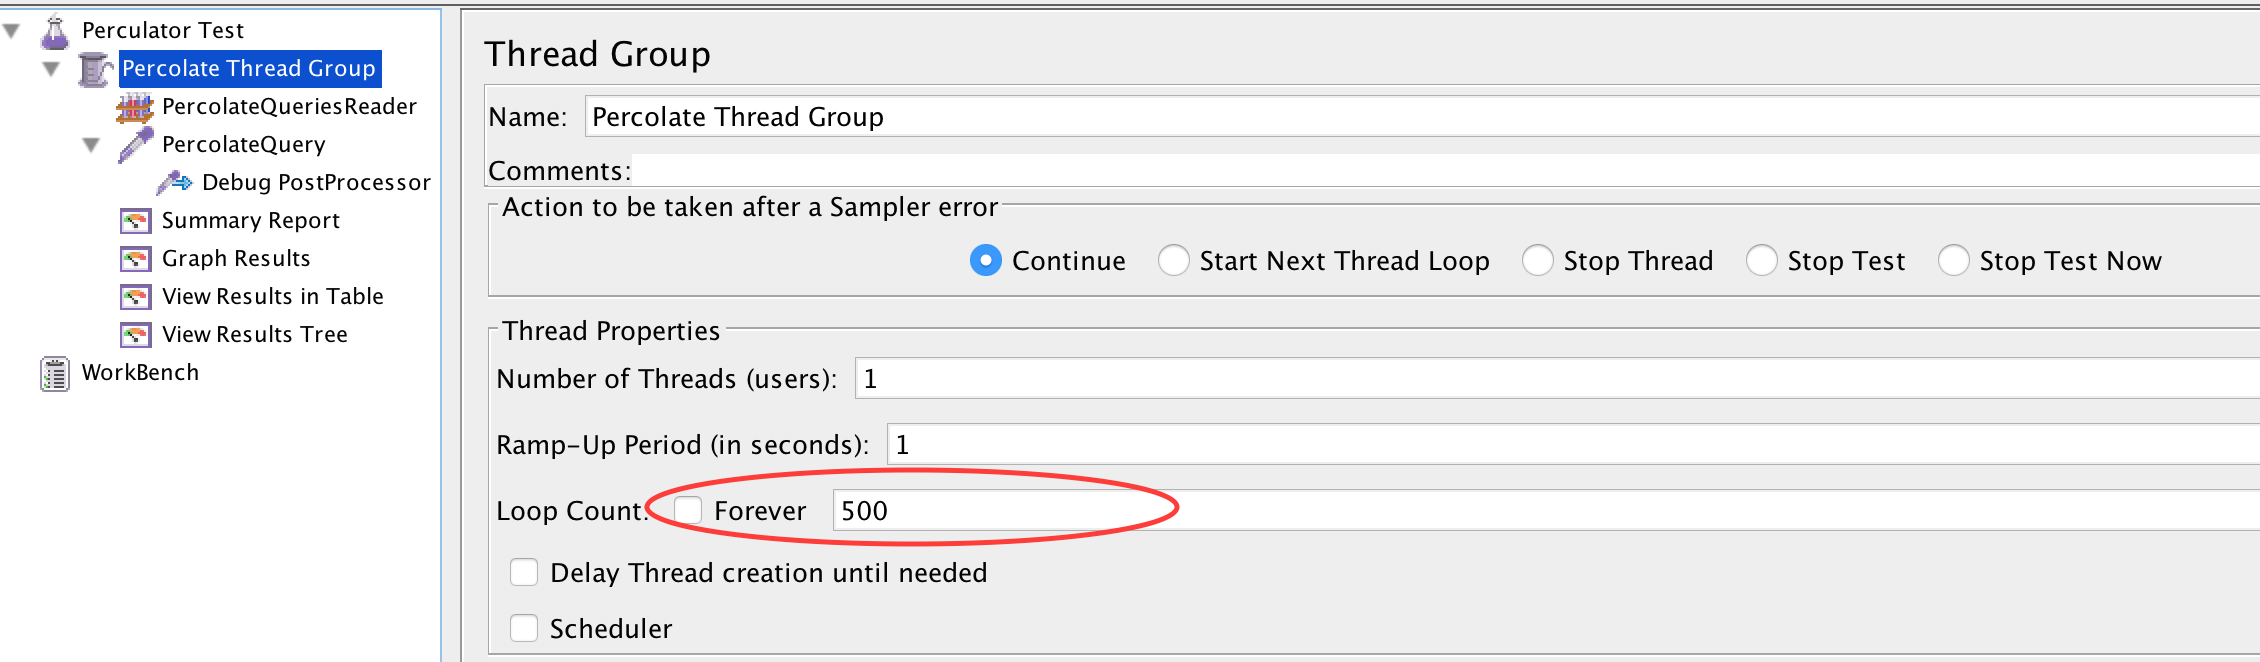 Perculator Test
Percolate Thread Group
PercolateQueriesReader
PercolateQuery
Debug PostProcessor
Summary Report
Graph Results
View Results in Table
View Results Tree
WorkBench
Thread Group
Name: Percolate Thread Group
Comments:
Action to be taken after a Sampler error
Continue Start Next Thread Loop Stop Thread Stop Test Stop Test Now
Thread Properties
Number of Threads (users): 1
Ramp-Up Period (in seconds): 1
Loop Count: Forever 500
Delay Thread creation until needed
Scheduler